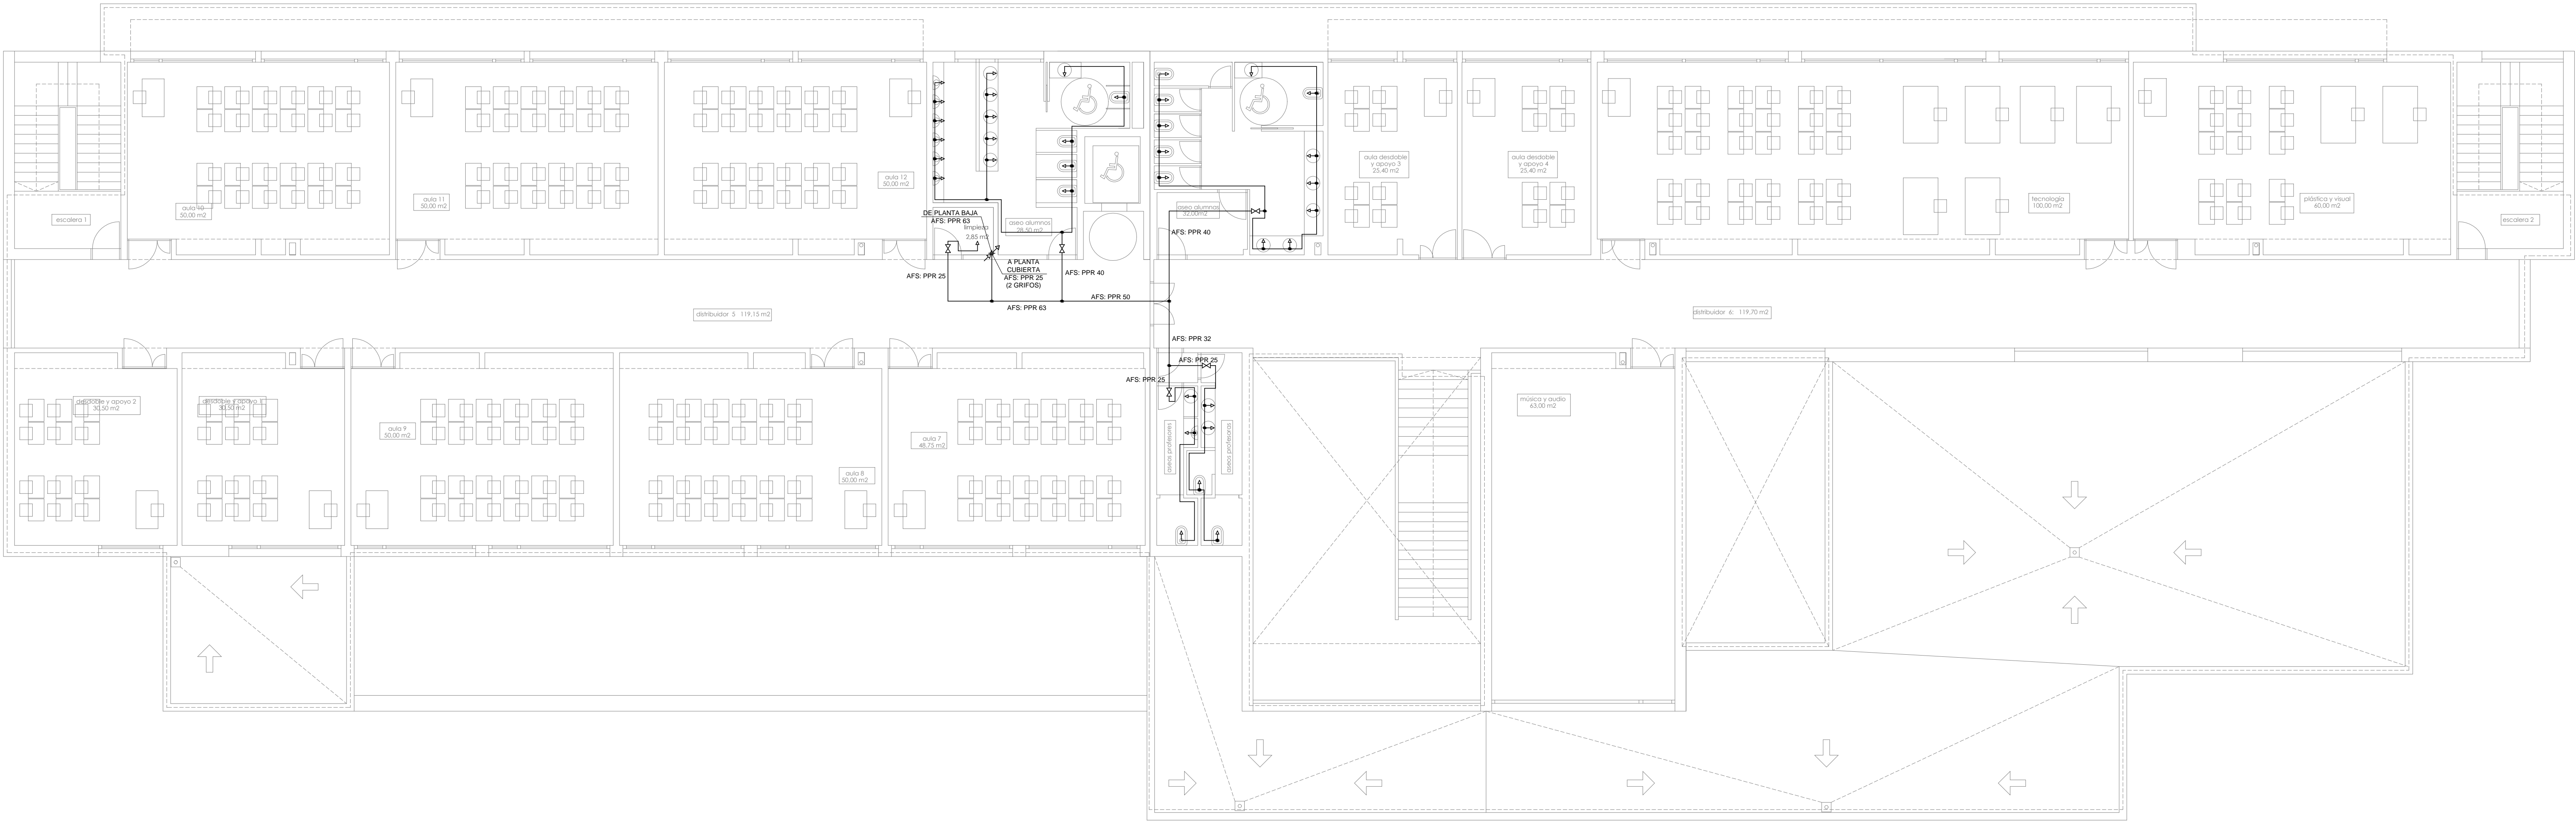 escalera 1
aula 10
50,00 m2
aula 11
50,00 m2
aula 12
50,00 m2
DE PLANTA BAJA
AFS: PPR 63
limpieza
2,85 m2
aseo alumnos
28,50 m2
A PLANTA
CUBIERTA
AFS: PPR 25
(2 GRIFOS)
AFS: PPR 25
AFS: PPR 40
AFS: PPR 63
AFS: PPR 50
aseo alumnos
32,00m2
AFS: PPR 40
aula desdoble
y apoyo 3
25,40 m2
aula desdoble
y apoyo 4
25,40 m2
tecnología
100,00 m2
plástica y visual
60,00 m2
escalera 2
distribuidor 5 119,15 m2
distribuidor 6: 119,70 m2
AFS: PPR 32
AFS: PPR 25
AFS: PPR 25
desdoble y apoyo 2
30,50 m2
desdoble y apoyo 1
30,50 m2
aula 9
50,00 m2
aula 8
50,00 m2
aula 7
48,75 m2
aseos profesores
aseos profesoras
música y audio
63,00 m2